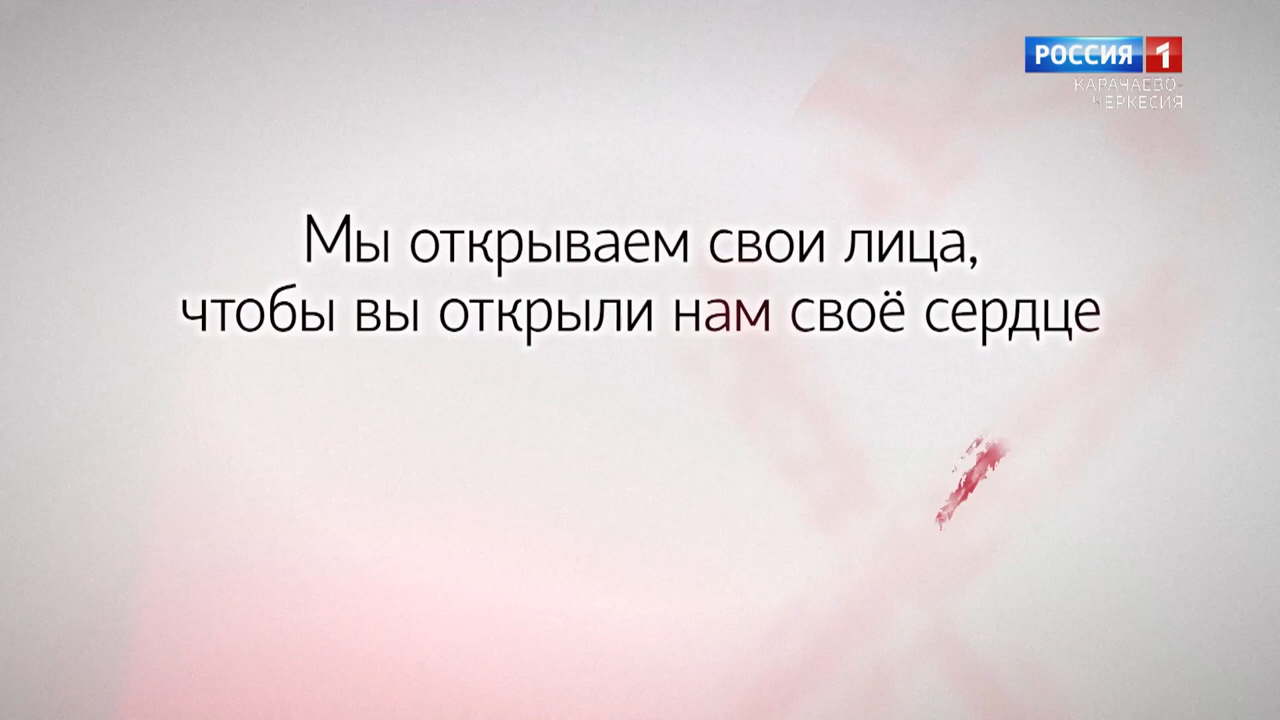 РОССИЯ 1
КАРАЧАЕВО-
ЧЕРКЕСИЯ
Мы открываем свои лица,
чтобы вы открыли нам своё сердце